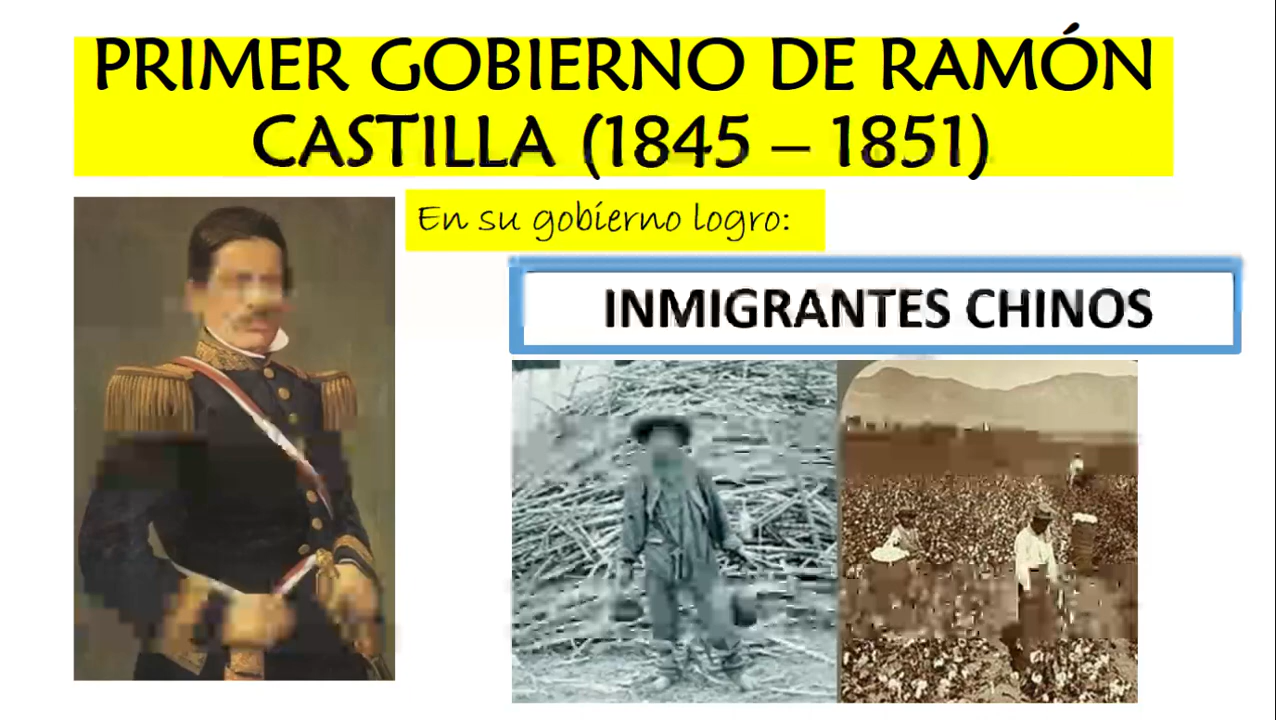 PRIMER GOBIERNO DE RAMÓN
CASTILLA (1845 – 1851)
En su gobierno logro:
INMIGRANTES CHINOS